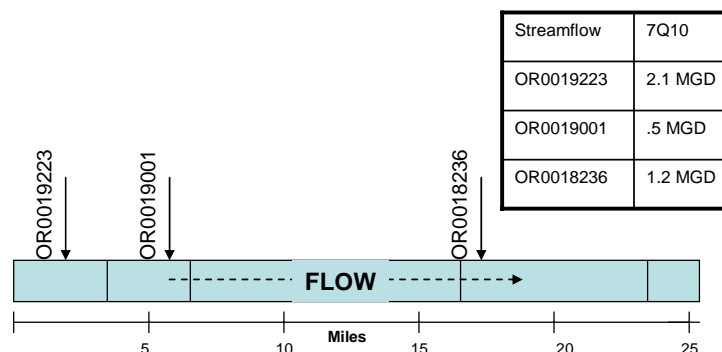 Streamflow 7Q10
OR0019223 2.1 MGD
OR0019001 .5 MGD
OR0018236 1.2 MGD
OR0019223
OR0019001
OR0018236
FLOW
Miles
5 10 15 20 25